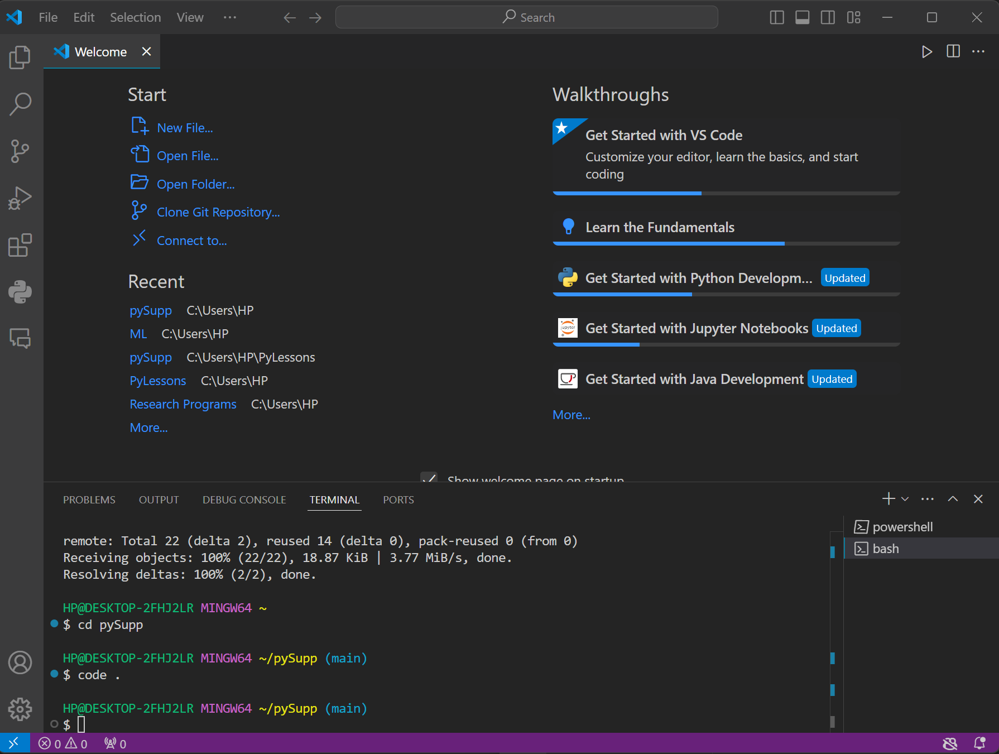 File Edit Selection View ··· Search
Welcome
Start
New File...
Open File...
Open Folder...
Clone Git Repository...
Connect to...
Recent
pySupp C:\Users\HP
ML C:\Users\HP
pySupp C:\Users\HP\PyLessons
PyLessons C:\Users\HP
Research Programs C:\Users\HP
More...
Walkthroughs
Get Started with VS Code
Customize your editor, learn the basics, and start
coding
Learn the Fundamentals
Get Started with Python Developm... Updated
jupyter
Get Started with Jupyter Notebooks Updated
Get Started with Java Development Updated
More...
Show welcome page on startup
PROBLEMS OUTPUT DEBUG CONSOLE TERMINAL PORTS
remote: Total 22 (delta 2), reused 14 (delta 0), pack-reused 0 (from 0)
Receiving objects: 100% (22/22), 18.87 KiB | 3.77 MiB/s, done.
Resolving deltas: 100% (2/2), done.
HP@DESKTOP-2FHJ2LR MINGW64 ~
$ cd pySupp
HP@DESKTOP-2FHJ2LR MINGW64 ~/pySupp (main)
$ code .
HP@DESKTOP-2FHJ2LR MINGW64 ~/pySupp (main)
$
powershell
bash
0 0 0